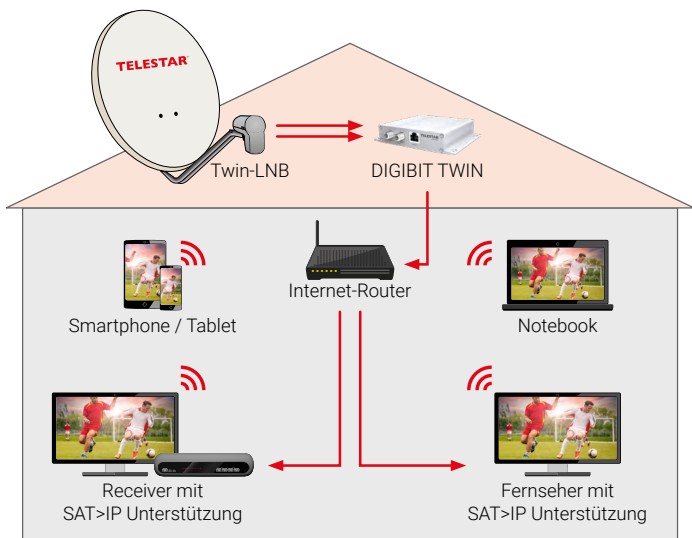 TELESTAR
TELESTAR
Twin-LNB
DIGIBIT TWIN
Internet-Router
Smartphone / Tablet
Notebook
Receiver mit
SAT>IP Unterstützung
Fernseher mit
SAT>IP Unterstützung